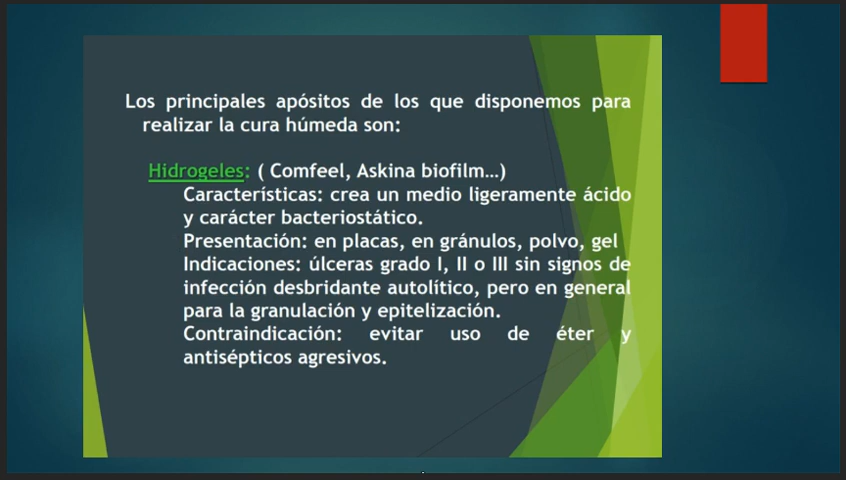 Los principales apósitos de los que disponemos para
realizar la cura húmeda son:
Hidrogeles: ( Comfeel, Askina biofilm...)
Características: crea un medio ligeramente ácido
y carácter bacteriostático.
Presentación: en placas, en gránulos, polvo, gel
Indicaciones: úlceras grado I, II o III sin signos de
infección desbridante autolítico, pero en general
para la granulación y epitelización.
Contraindicación: evitar uso de éter y
antisépticos agresivos.